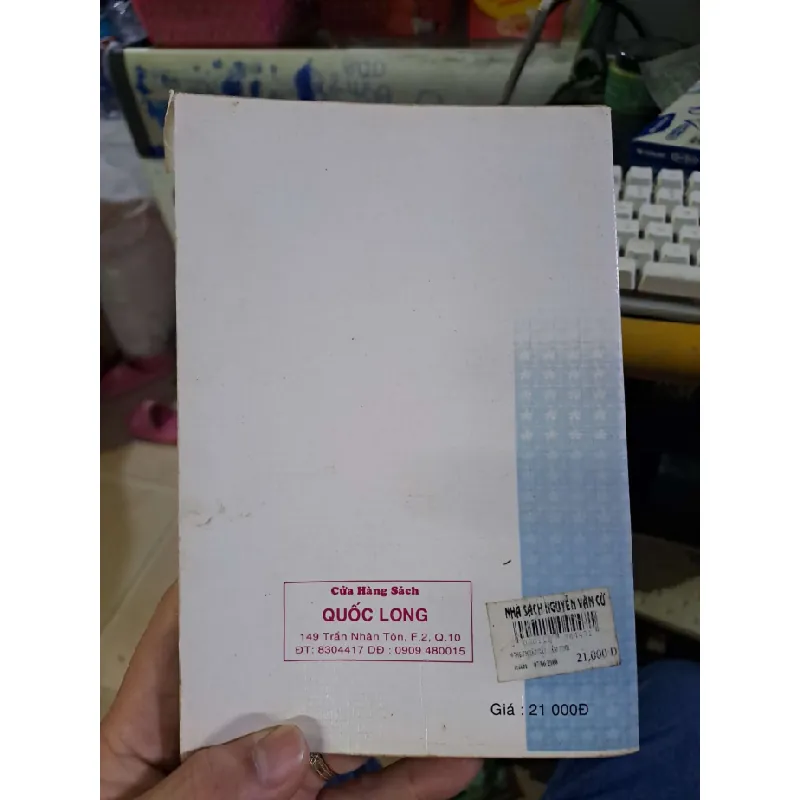 Cửa Hàng Sách
QUỐC LONG
149 Trần Nhân Tôn, F.2, Q.10
ĐT: 8304417 DĐ : 0909 480015
NHÀ SÁCH NGUYỄN VĂN CỪ
21,000 Đ
Giá : 21 000Đ